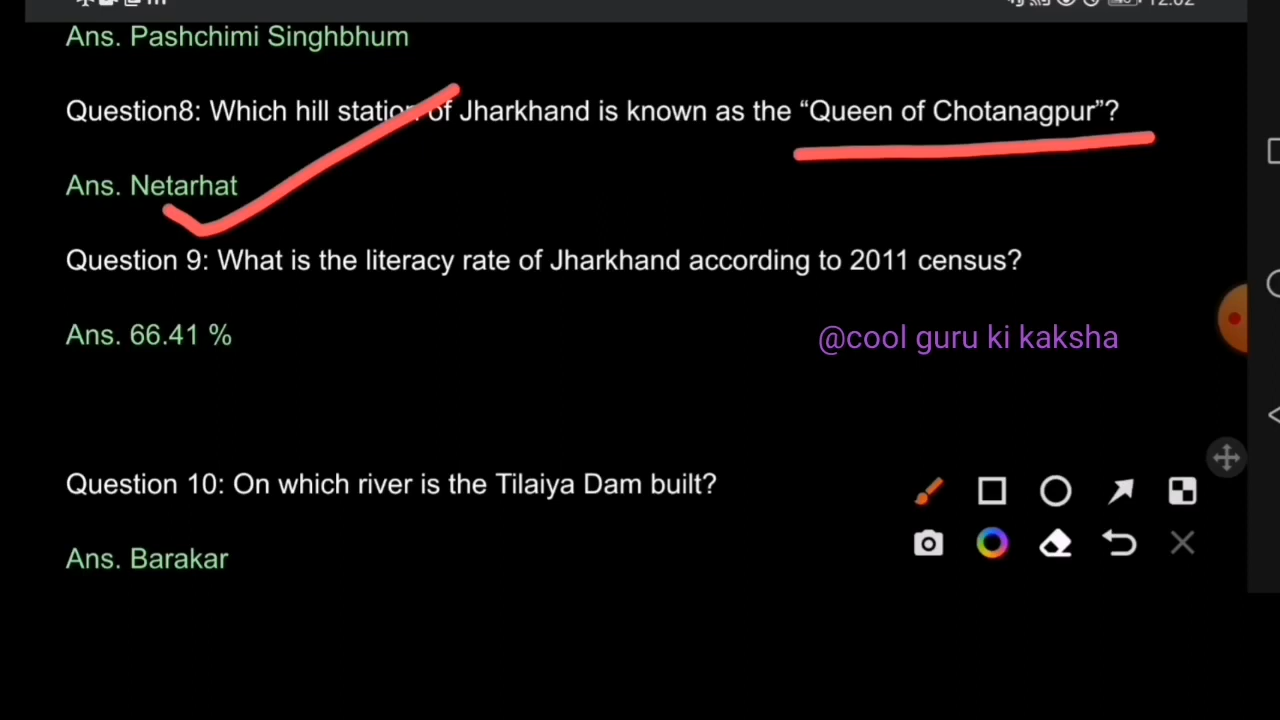 Ans. Pashchimi Singhbhum
Question8: Which hill station of Jharkhand is known as the “Queen of Chotanagpur”?
Ans. Netarhat
Question 9: What is the literacy rate of Jharkhand according to 2011 census?
Ans. 66.41 %
@cool guru ki kaksha
Question 10: On which river is the Tilaiya Dam built?
Ans. Barakar